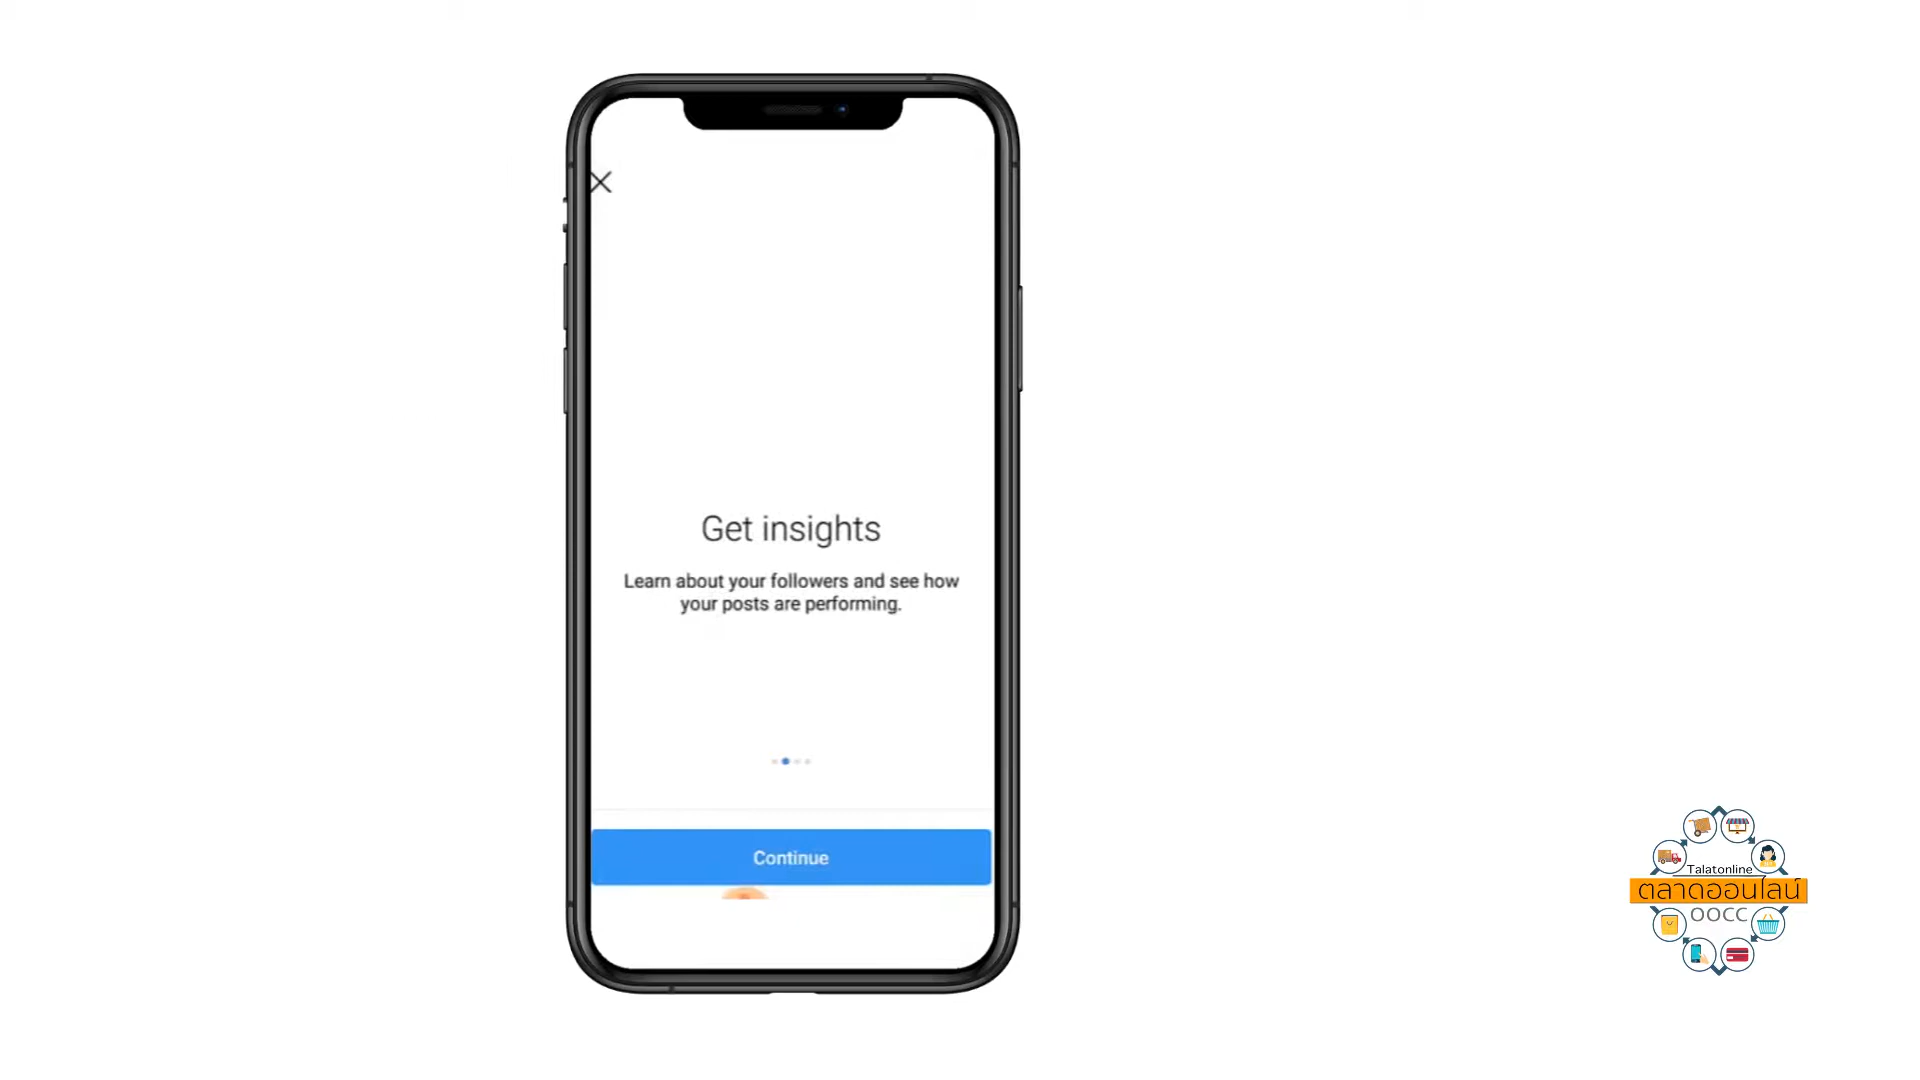 Get insights
Learn about your followers and see how
your posts are performing.
Continue
Talatonline
ตลาดออนไลน์
OOCC